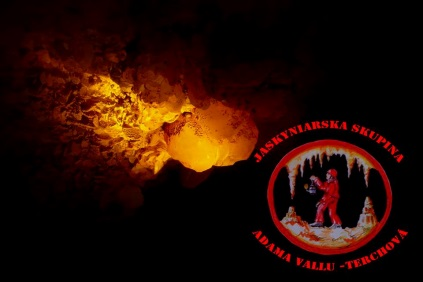 JASKYNIARSKA SKUPINA
ADAMA VALLU -TERCHOVÁ